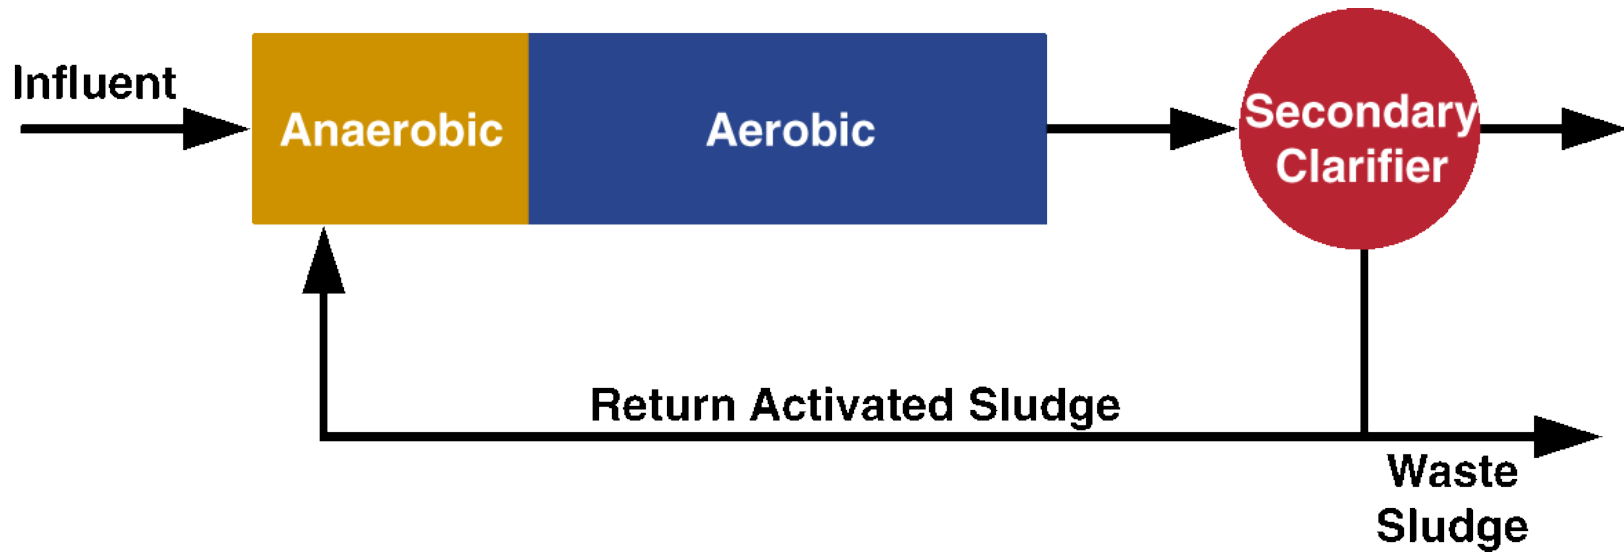 Influent
Anaerobic
Aerobic
Secondary
Clarifier
Return Activated Sludge
Waste
Sludge